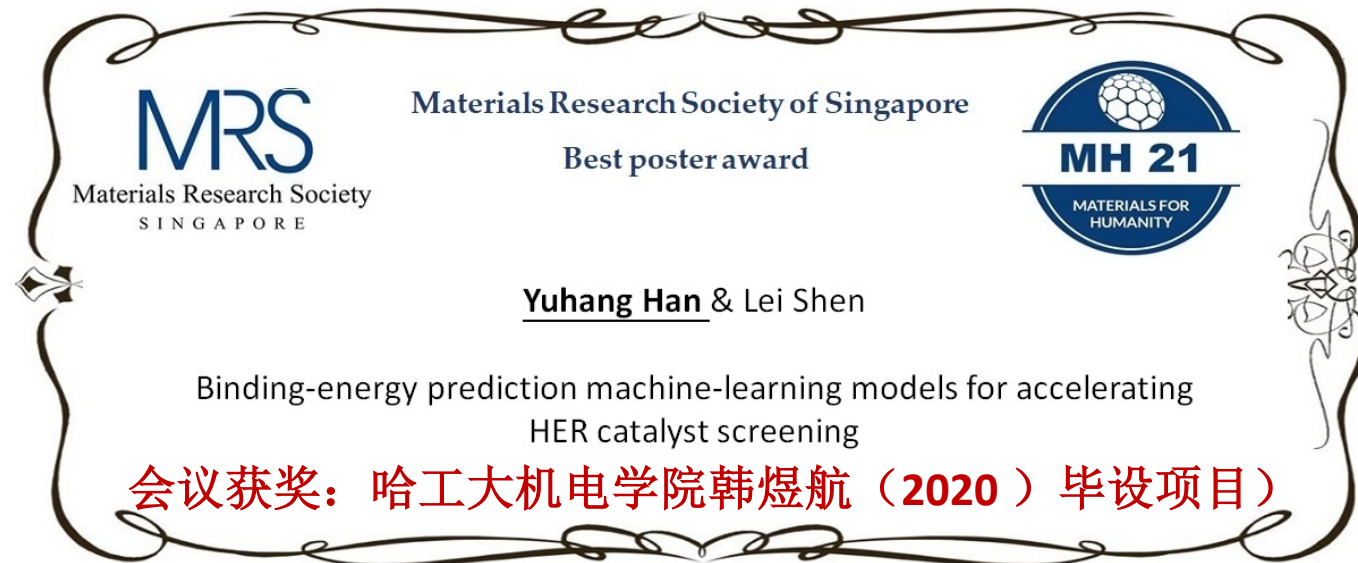 MRS
Materials Research Society
SINGAPORE
Materials Research Society of Singapore
Best poster award
MH 21
MATERIALS FOR
HUMANITY
Yuhang Han & Lei Shen
Binding-energy prediction machine-learning models for accelerating
HER catalyst screening
会议获奖：哈工大机电学院韩煜航（2020 ）毕设项目）